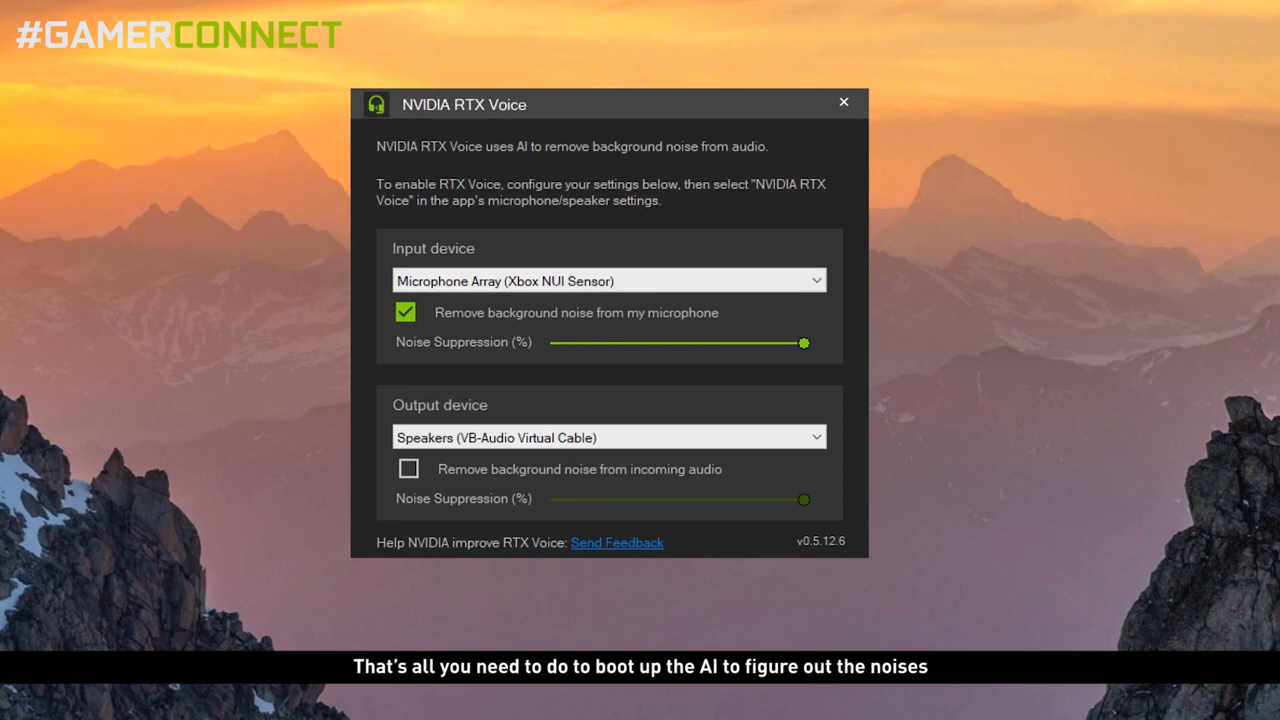 #GAMERCONNECT
NVIDIA RTX Voice
NVIDIA RTX Voice uses AI to remove background noise from audio.
To enable RTX Voice, configure your settings below, then select "NVIDIA RTX
Voice" in the app's microphone/speaker settings.
Input device
Microphone Array (Xbox NUI Sensor)
Remove background noise from my microphone
Noise Suppression (%)
Output device
Speakers (VB-Audio Virtual Cable)
Remove background noise from incoming audio
Noise Suppression (%)
Help NVIDIA improve RTX Voice: Send Feedback
v0.5.12.6
That's all you need to do to boot up the AI to figure out the noises